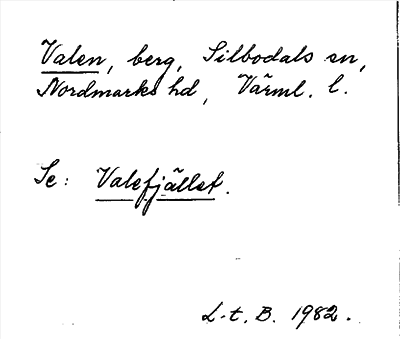 Valen, berg, Silbodals sn,
Nordmarks hd, Värml. l.
Se: Valefjället.
L-t. B. 1982.